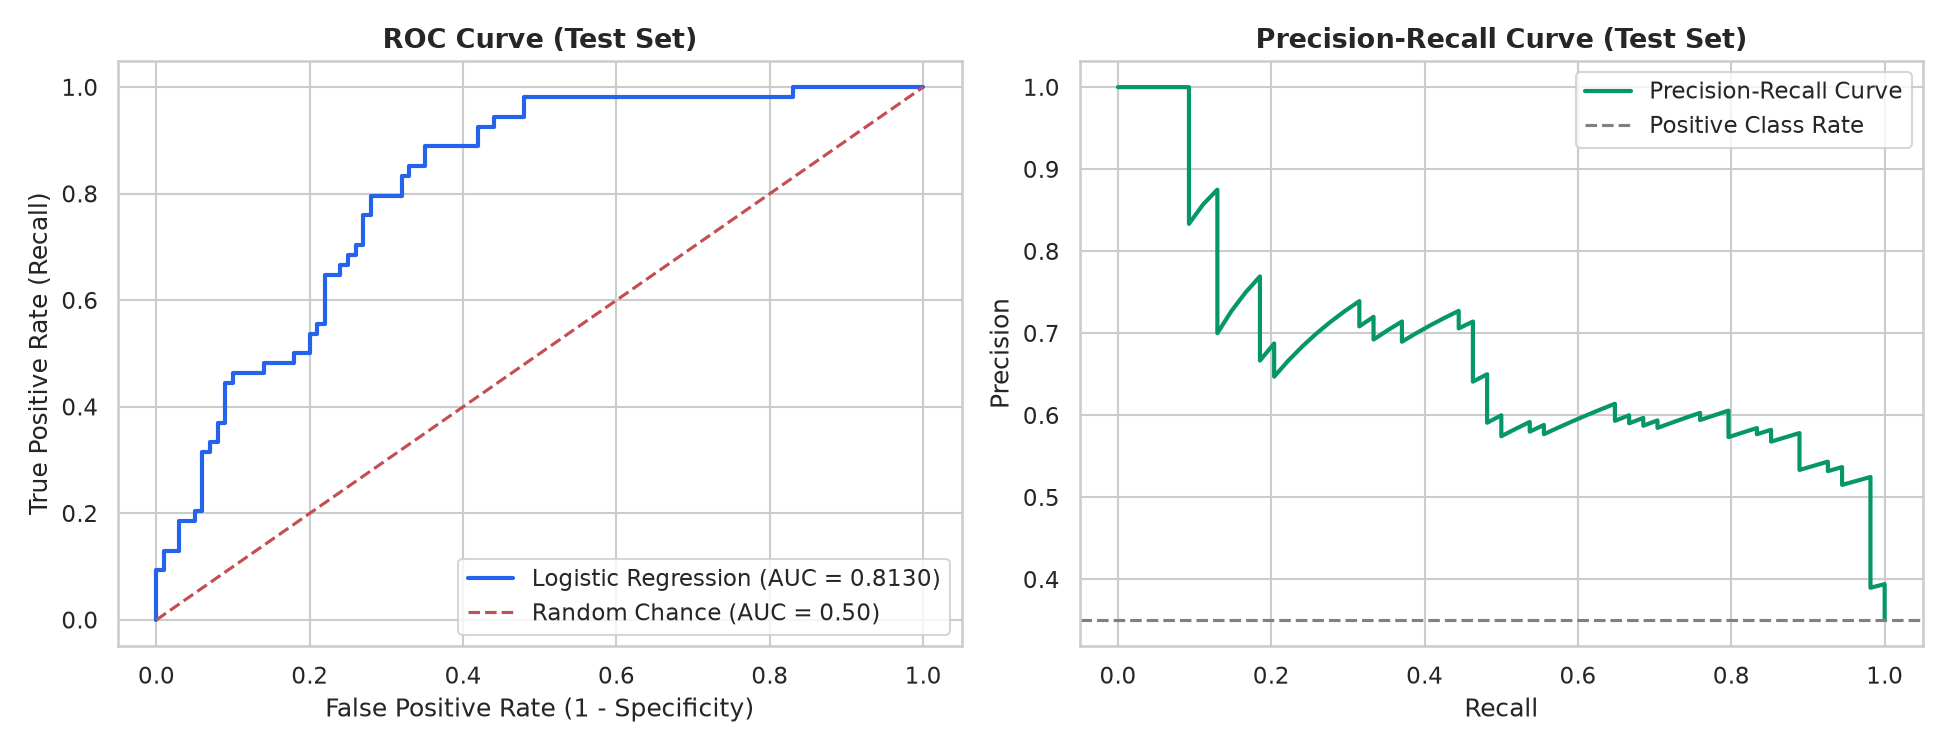 ROC Curve (Test Set)
1.0
0.8
0.6
0.4
0.2
0.0
True Positive Rate (Recall)
Logistic Regression (AUC = 0.8130)
Random Chance (AUC = 0.50)
0.0 0.2 0.4 0.6 0.8 1.0
False Positive Rate (1 - Specificity)
Precision-Recall Curve (Test Set)
1.0
0.9
0.8
0.7
0.6
0.5
0.4
Precision
Precision-Recall Curve
Positive Class Rate
0.0 0.2 0.4 0.6 0.8 1.0
Recall